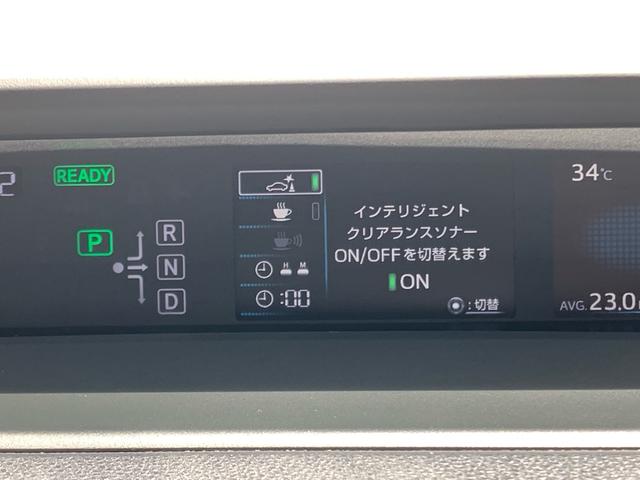 2
READY
P
R
N
D
H M
:00
インテリジェント
クリアランスソナー
ON/OFFを切替えます
ON
:切替
34℃
AVG. 23.0